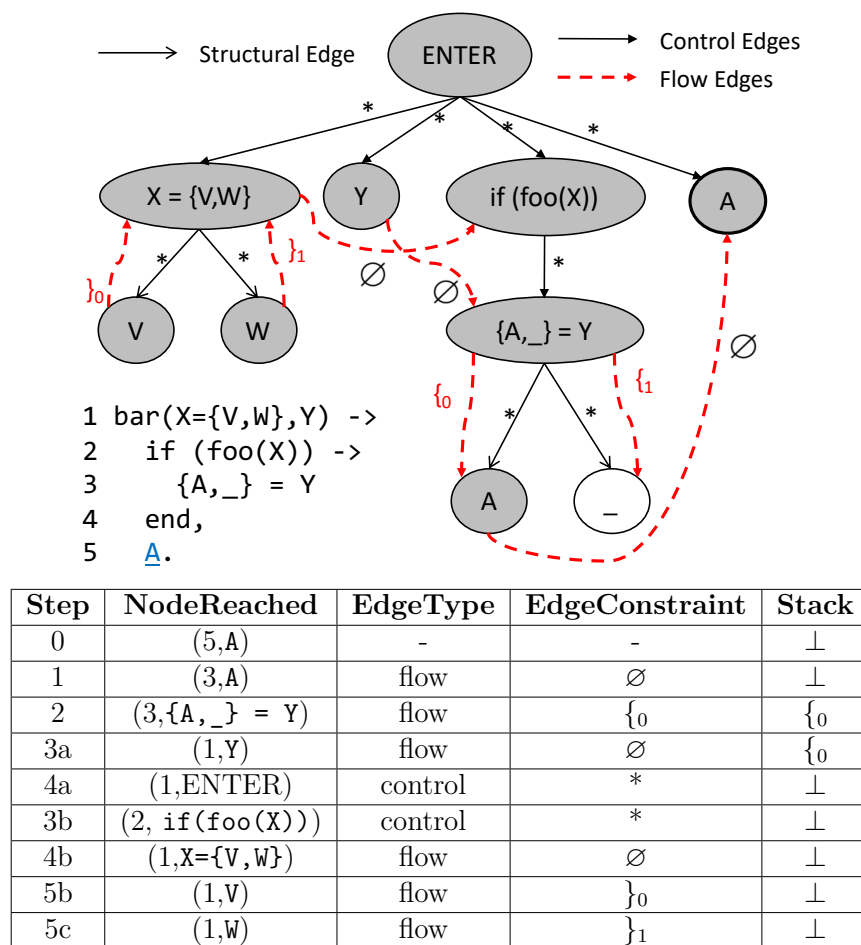 Structural Edge
ENTER
Control Edges
Flow Edges
* * * *
X = {V,W}
Y
if (foo(X))
A
}₀ * * }₁
∅
∅
*
V
W
{A,_} = Y
∅
{₀ * * {₁
A
_
1 bar(X={V,W},Y) ->
2 if (foo(X)) ->
3 {A,_} = Y
4 end,
5 A.
Step NodeReached EdgeType EdgeConstraint Stack
0 (5,A) - - ⊥
1 (3,A) flow ∅ ⊥
2 (3,{A,_} = Y) flow {₀ {₀
3a (1,Y) flow ∅ {₀
4a (1,ENTER) control * ⊥
3b (2, if(foo(X))) control * ⊥
4b (1,X={V,W}) flow ∅ ⊥
5b (1,V) flow }₀ ⊥
5c (1,W) flow }₁ ⊥